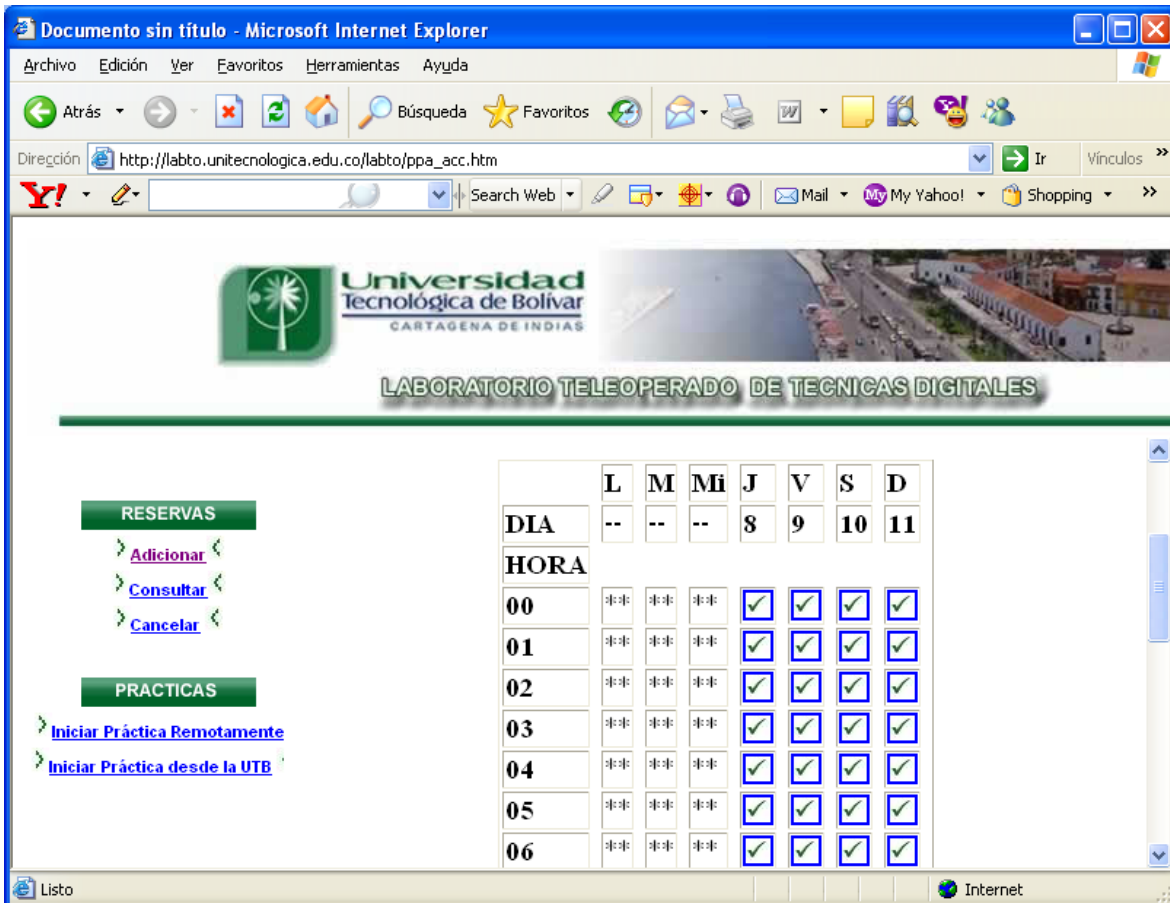 Documento sin título - Microsoft Internet Explorer
Archivo Edición Ver Favoritos Herramientas Ayuda
Atrás Búsqueda Favoritos
Dirección http://labto.unitecnologica.edu.co/labto/ppa_acc.htm Ir Vínculos »
Y! Search Web Mail My My Yahoo! Shopping »
Universidad
Tecnológica de Bolívar
CARTAGENA DE INDIAS
LABORATORIO TELEOPERADO DE TECNICAS DIGITALES
RESERVAS
Adicionar
Consultar
Cancelar
PRACTICAS
Iniciar Práctica Remotamente
Iniciar Práctica desde la UTB
L M Mi J V S D
DIA -- -- -- 8 9 10 11
HORA
00 ** ** ** ✓ ✓ ✓ ✓
01 ** ** ** ✓ ✓ ✓ ✓
02 ** ** ** ✓ ✓ ✓ ✓
03 ** ** ** ✓ ✓ ✓ ✓
04 ** ** ** ✓ ✓ ✓ ✓
05 ** ** ** ✓ ✓ ✓ ✓
06 ** ** ** ✓ ✓ ✓ ✓
Listo Internet